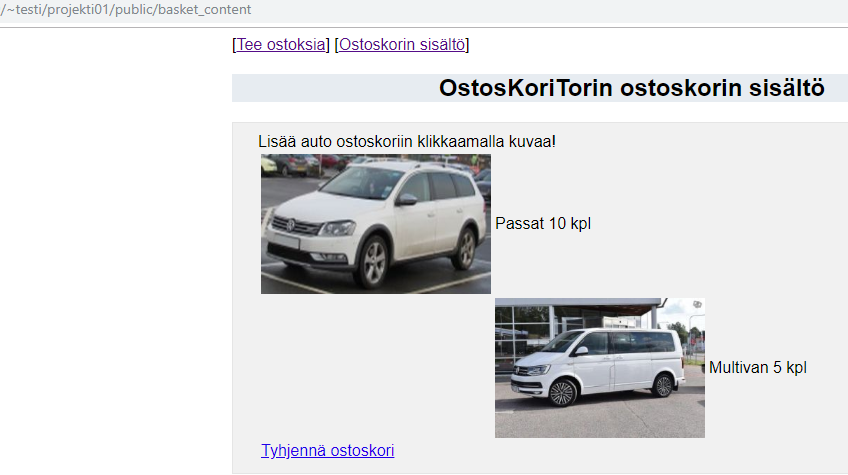 /~testi/projekti01/public/basket_content
[Tee ostoksia] [Ostoskorin sisältö]
OstosKoriTorin ostoskorin sisältö
Lisää auto ostoskoriin klikkaamalla kuvaa!
Passat 10 kpl
Multivan 5 kpl
Tyhjennä ostoskori